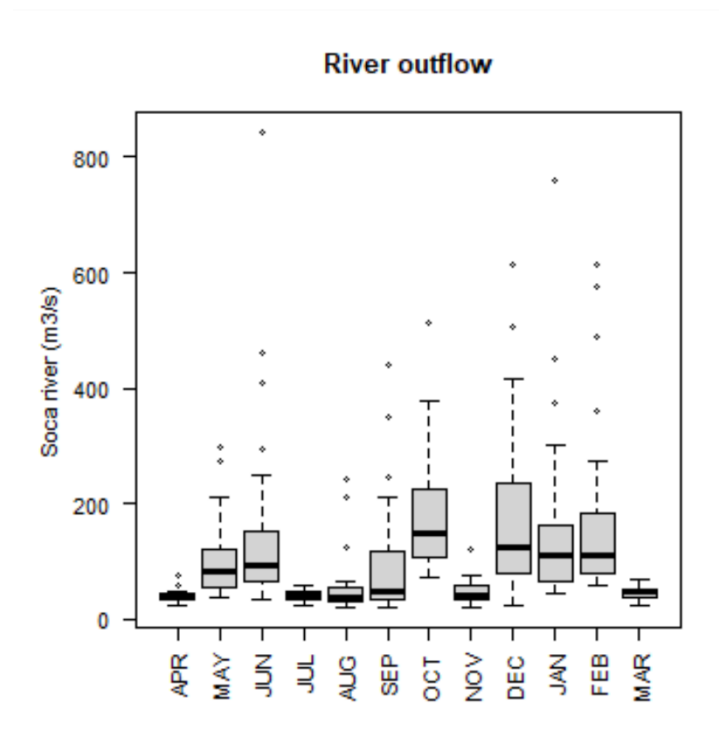 River outflow
Soca river (m3/s)
800
600
400
200
0
APR
MAY
JUN
JUL
AUG
SEP
OCT
NOV
DEC
JAN
FEB
MAR